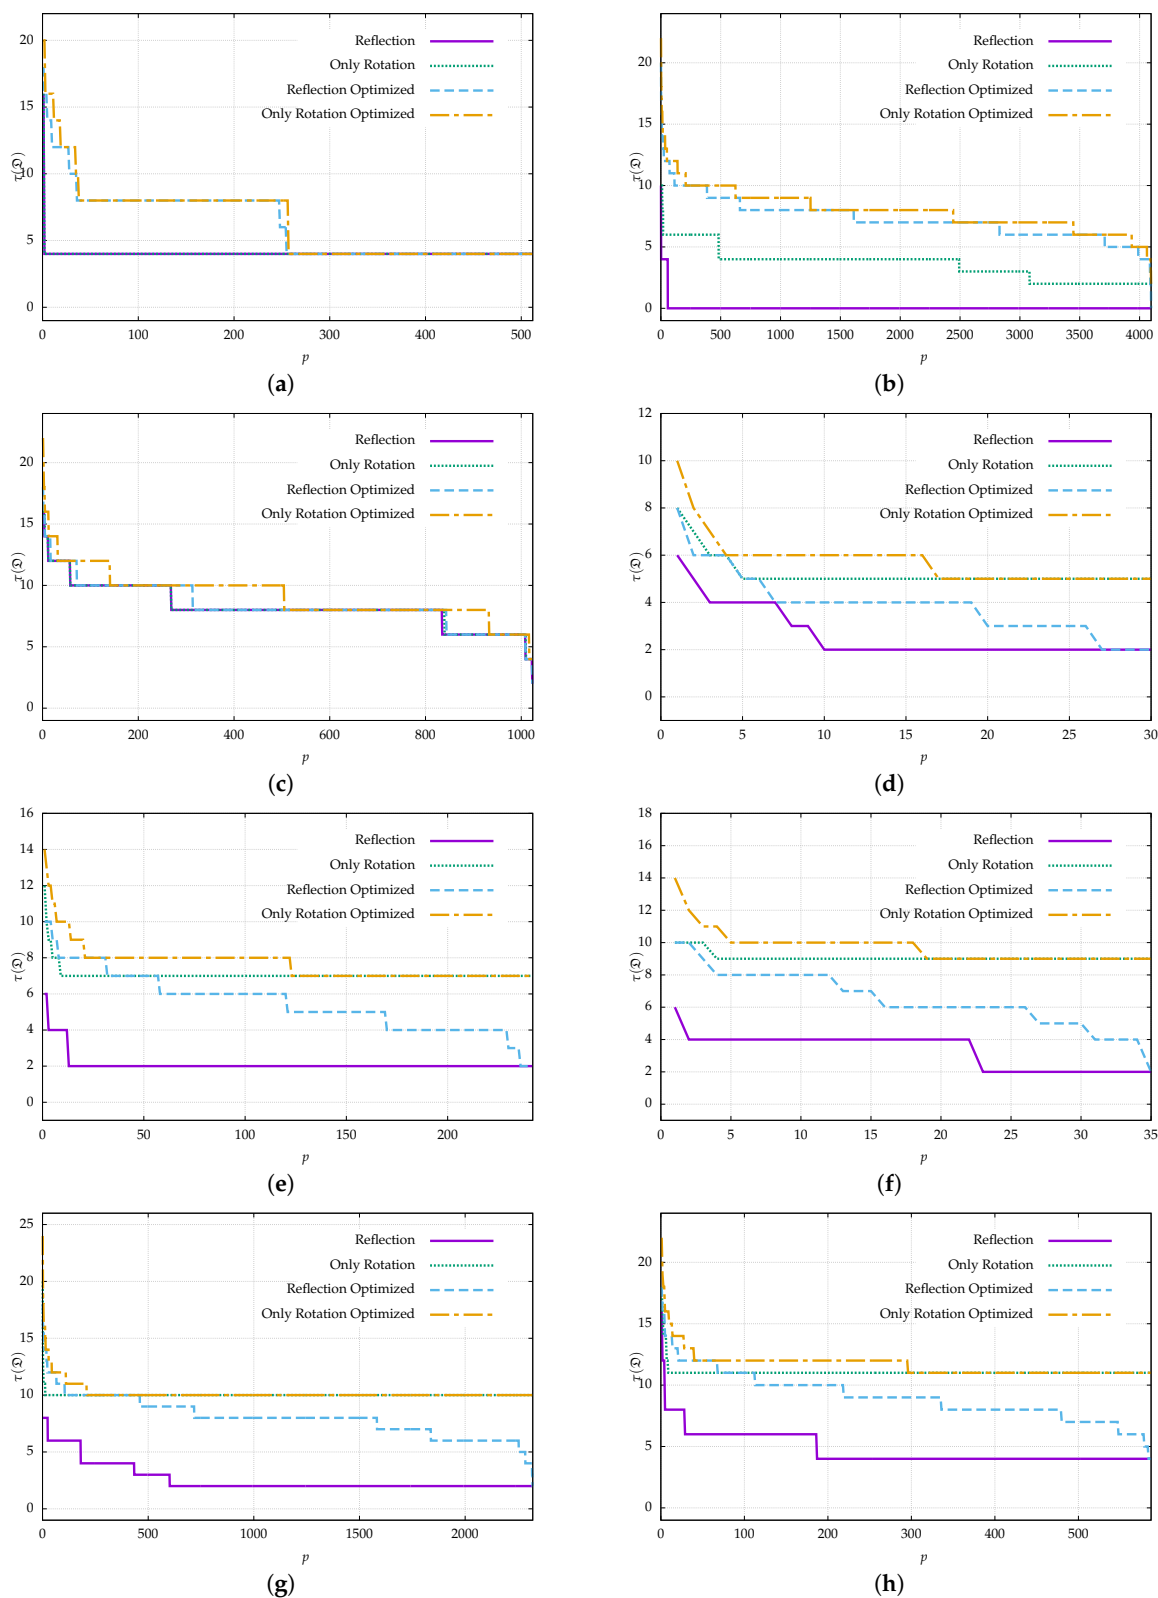 20
15
10
5
0
τ(𝔇)
Reflection
Only Rotation
Reflection Optimized
Only Rotation Optimized
0 100 200 300 400 500
p
(a)
20
15
10
5
0
τ(𝔇)
Reflection
Only Rotation
Reflection Optimized
Only Rotation Optimized
0 500 1000 1500 2000 2500 3000 3500 4000
p
(b)
20
15
10
5
0
τ(𝔇)
Reflection
Only Rotation
Reflection Optimized
Only Rotation Optimized
0 200 400 600 800 1000
p
(c)
12
10
8
6
4
2
0
τ(𝔇)
Reflection
Only Rotation
Reflection Optimized
Only Rotation Optimized
0 5 10 15 20 25 30
p
(d)
16
14
12
10
8
6
4
2
0
τ(𝔇)
Reflection
Only Rotation
Reflection Optimized
Only Rotation Optimized
0 50 100 150 200
p
(e)
18
16
14
12
10
8
6
4
2
0
τ(𝔇)
Reflection
Only Rotation
Reflection Optimized
Only Rotation Optimized
0 5 10 15 20 25 30 35
p
(f)
25
20
15
10
5
0
τ(𝔇)
Reflection
Only Rotation
Reflection Optimized
Only Rotation Optimized
0 500 1000 1500 2000
p
(g)
20
15
10
5
0
τ(𝔇)
Reflection
Only Rotation
Reflection Optimized
Only Rotation Optimized
0 100 200 300 400 500
p
(h)